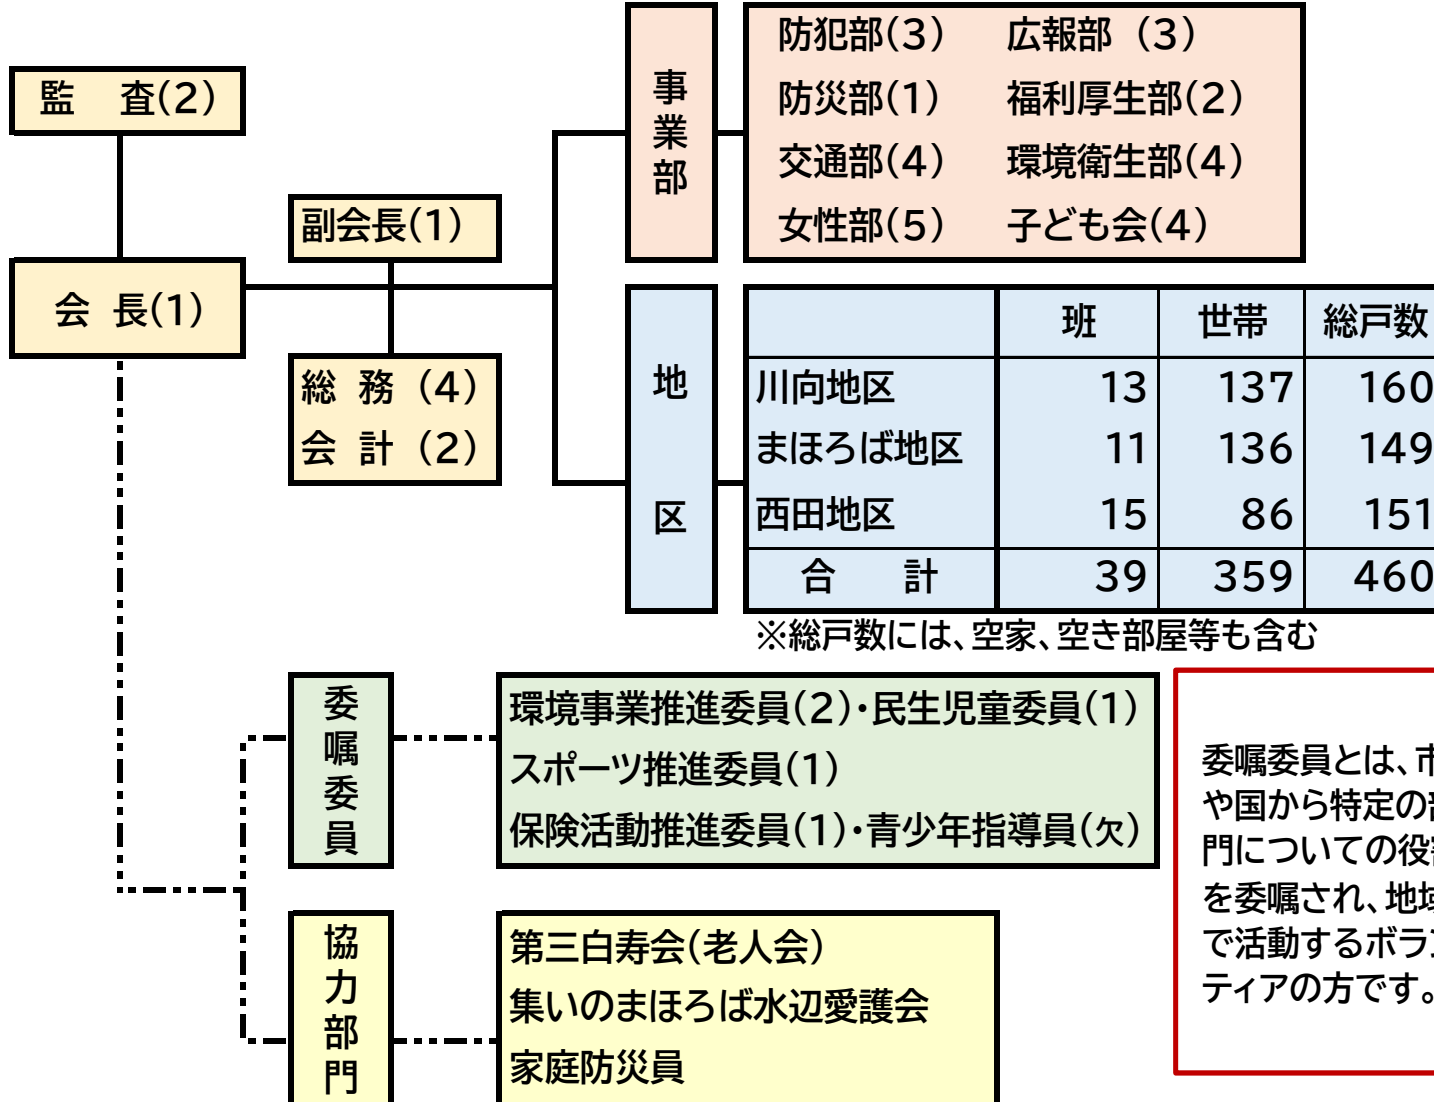 監　査(2)
会 長(1)
副会長(1)
総 務 (4)
会 計 (2)
事業部
防犯部(3)　広報部 (3)
防災部(1)　福利厚生部(2)
交通部(4)　環境衛生部(4)
女性部(5)　子ども会(4)
地区
班　世帯　総戸数
川向地区　13　137　160
まほろば地区　11　136　149
西田地区　15　86　151
合　計　39　359　460
※総戸数には、空家、空き部屋等も含む
委嘱委員
環境事業推進委員(2)・民生児童委員(1)
スポーツ推進委員(1)
保険活動推進委員(1)・青少年指導員(欠)
協力部門
第三白寿会(老人会)
集いのまほろば水辺愛護会
家庭防災員
委嘱委員とは、市
や国から特定の部
門についての役割
を委嘱され、地域
で活動するボラン
ティアの方です。